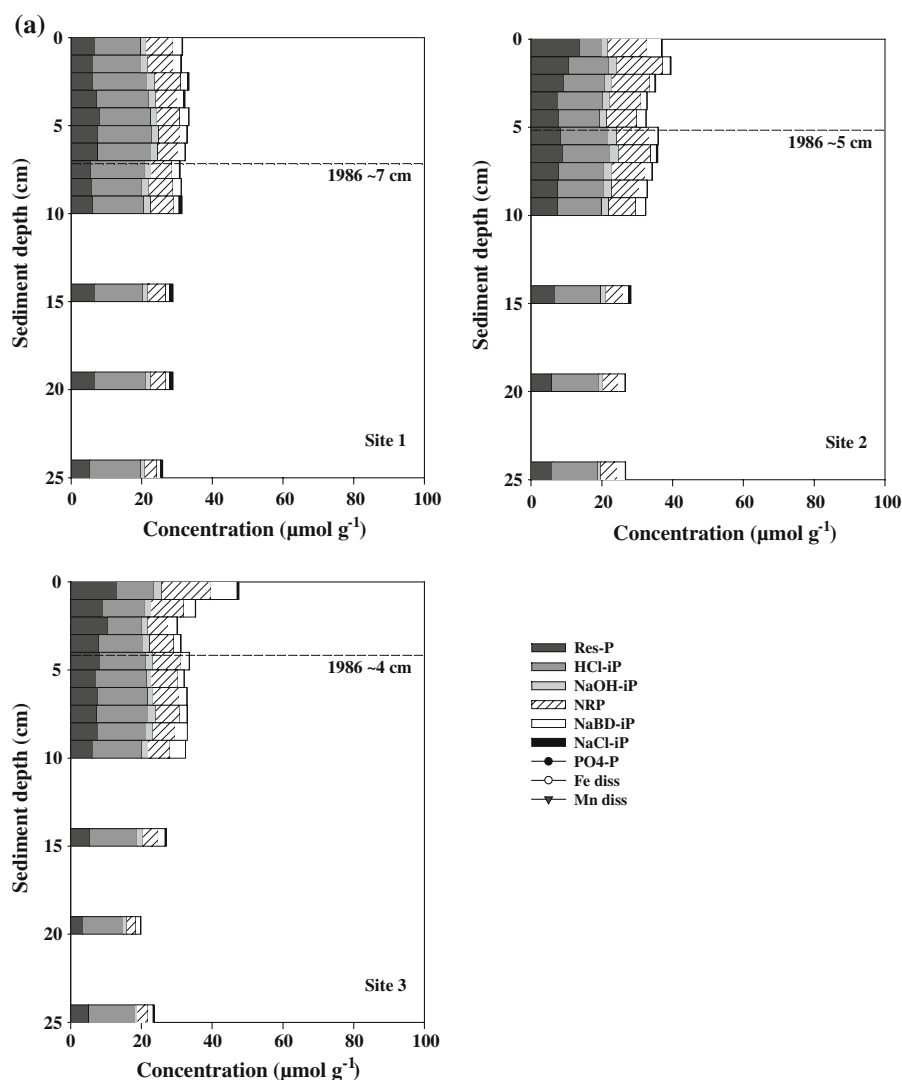 (a)
0
5
10
15
20
25
Sediment depth (cm)
1986 ~7 cm
Site 1
0 20 40 60 80 100
Concentration (µmol g⁻¹)
0
5
10
15
20
25
Sediment depth (cm)
1986 ~5 cm
Site 2
0 20 40 60 80 100
Concentration (µmol g⁻¹)
0
5
10
15
20
25
Sediment depth (cm)
1986 ~4 cm
Site 3
0 20 40 60 80 100
Concentration (µmol g⁻¹)
Res-P
HCl-iP
NaOH-iP
NRP
NaBD-iP
NaCl-iP
PO4-P
Fe diss
Mn diss